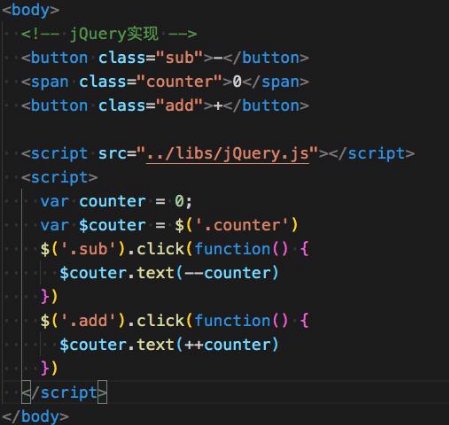 <body>
<!-- jQuery实现 -->
<button class="sub">-</button>
<span class="counter">0</span>
<button class="add">+</button>
<script src="../libs/jQuery.js"></script>
<script>
var counter = 0;
var $couter = $('.counter')
$('.sub').click(function() {
$couter.text(--counter)
})
$('.add').click(function() {
$couter.text(++counter)
})
</script>
</body>